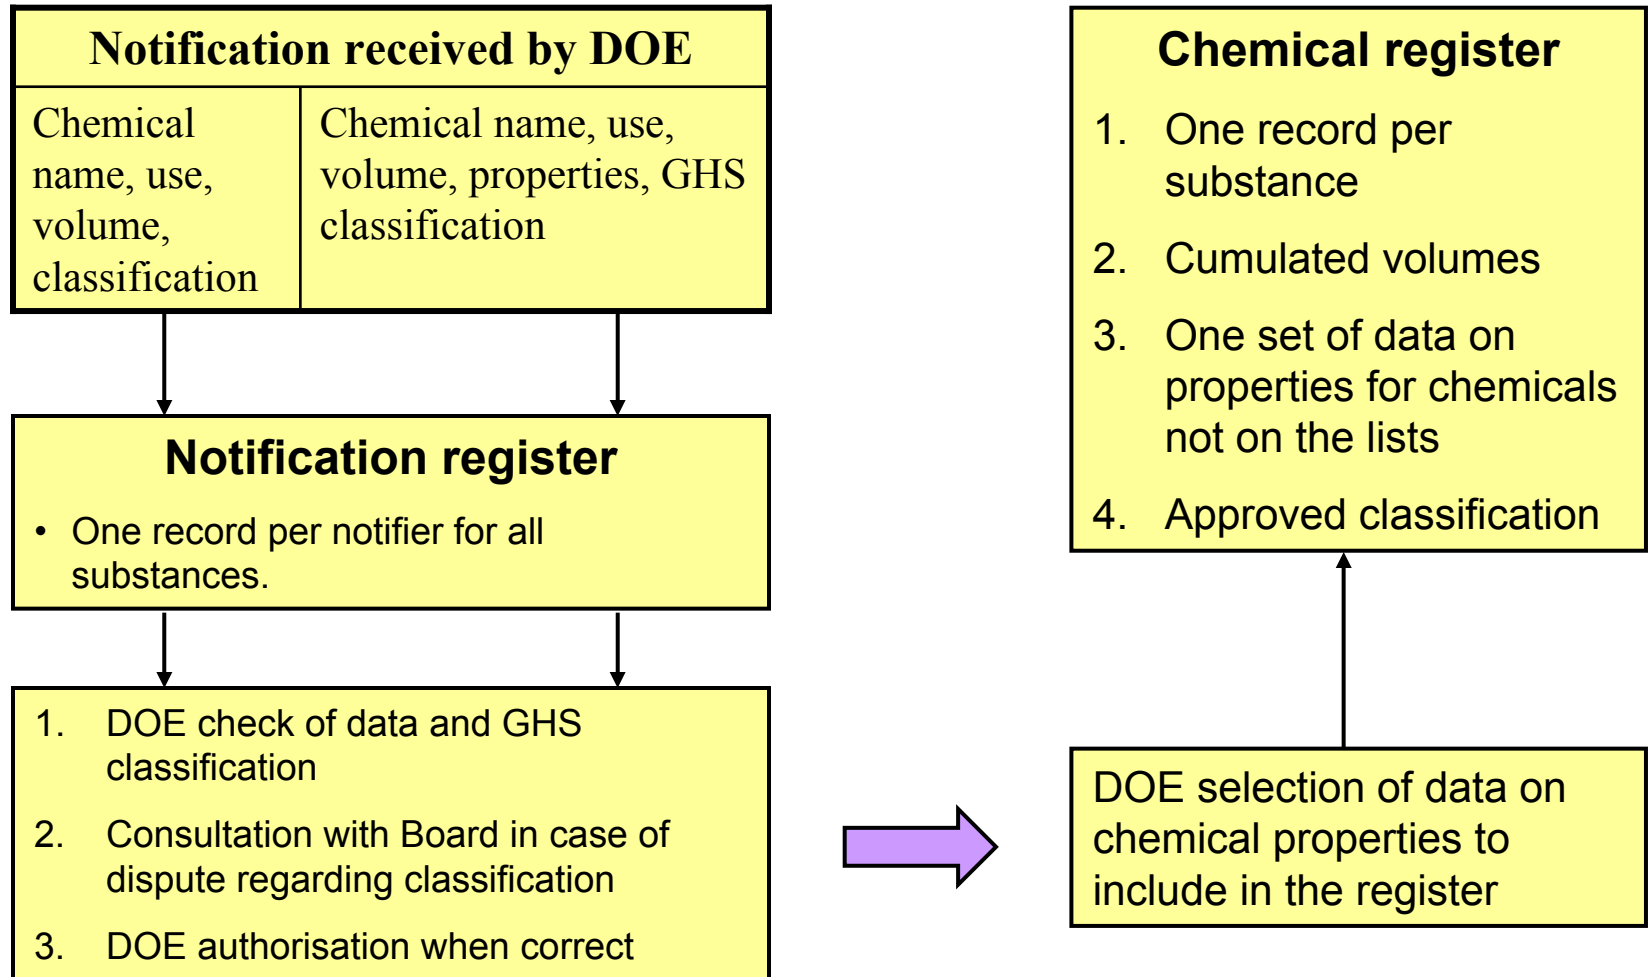 Notification received by DOE
Chemical
name, use,
volume,
classification
Chemical name, use,
volume, properties, GHS
classification
Notification register
• One record per notifier for all
substances.
1. DOE check of data and GHS
classification
2. Consultation with Board in case of
dispute regarding classification
3. DOE authorisation when correct
Chemical register
1. One record per
substance
2. Cumulated volumes
3. One set of data on
properties for chemicals
not on the lists
4. Approved classification
DOE selection of data on
chemical properties to
include in the register